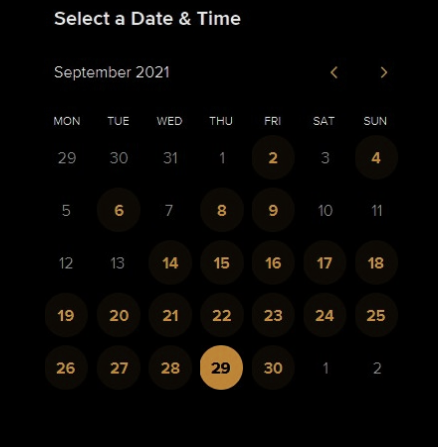 Select a Date & Time
September 2021
MON TUE WED THU FRI SAT SUN
29 30 31 1 2 3 4
5 6 7 8 9 10 11
12 13 14 15 16 17 18
19 20 21 22 23 24 25
26 27 28 29 30 1 2